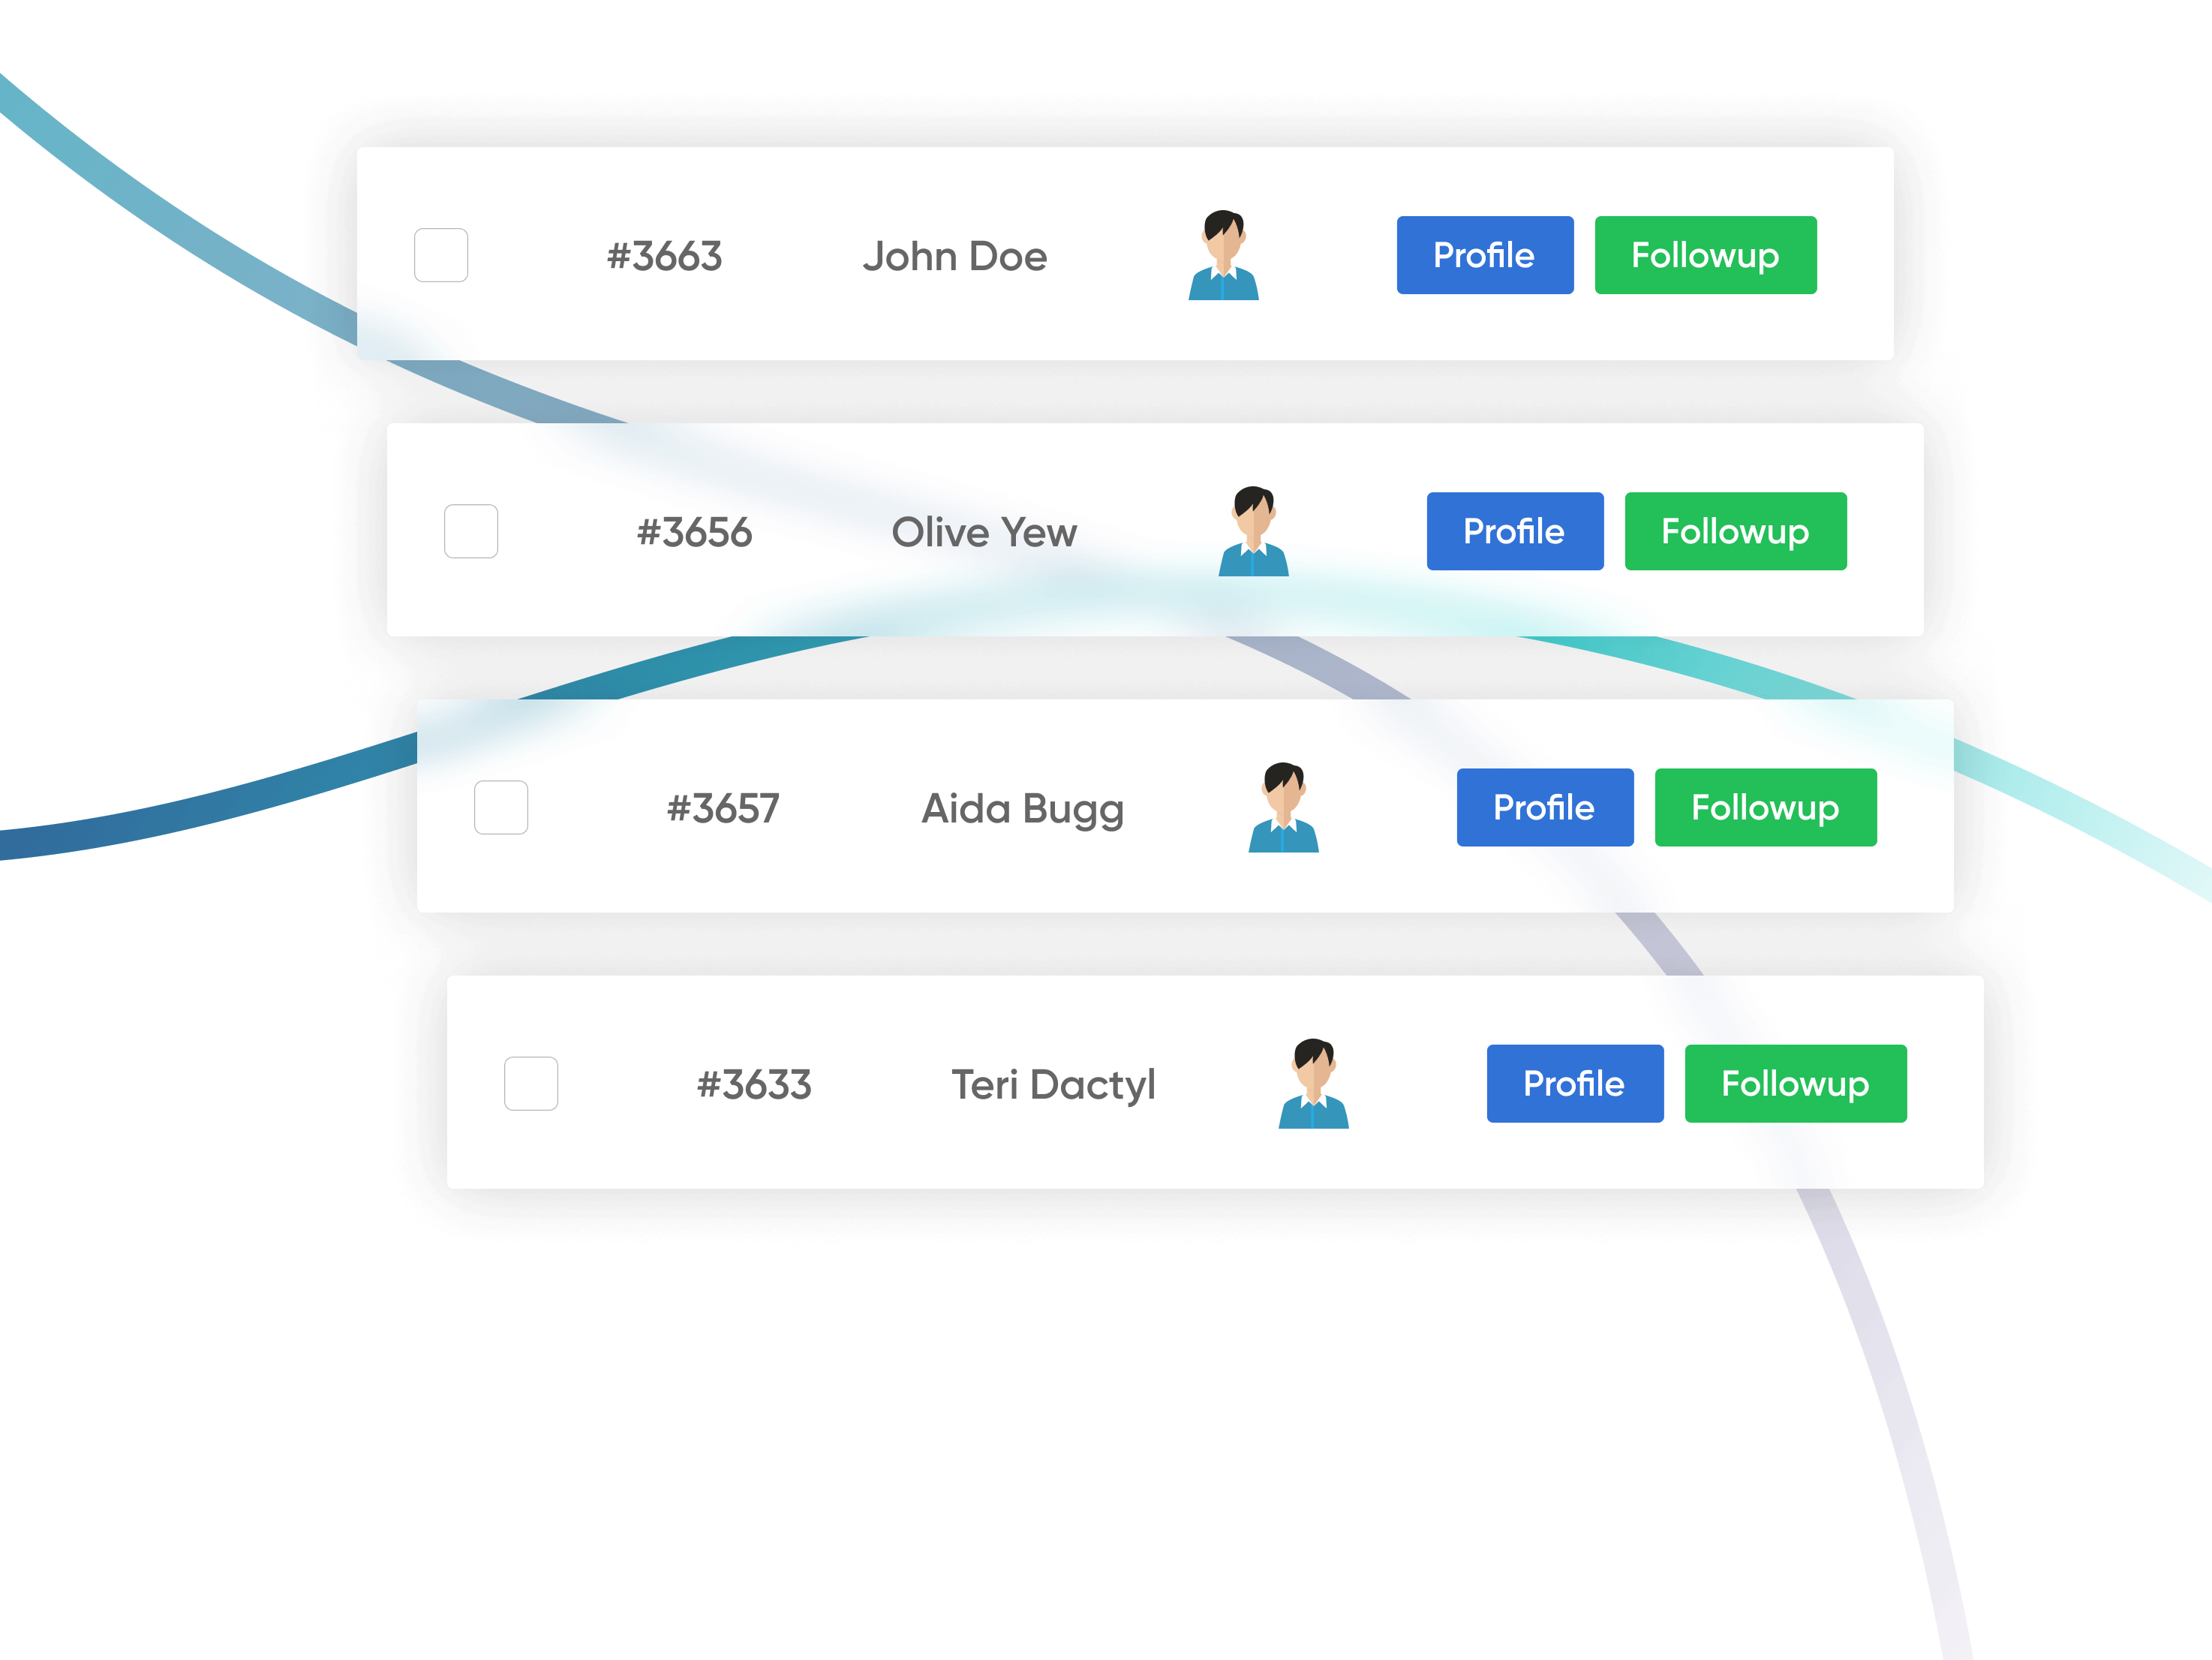 #3663 John Doe Profile Followup
#3656 Olive Yew Profile Followup
#3657 Aida Bugg Profile Followup
#3633 Teri Dactyl Profile Followup